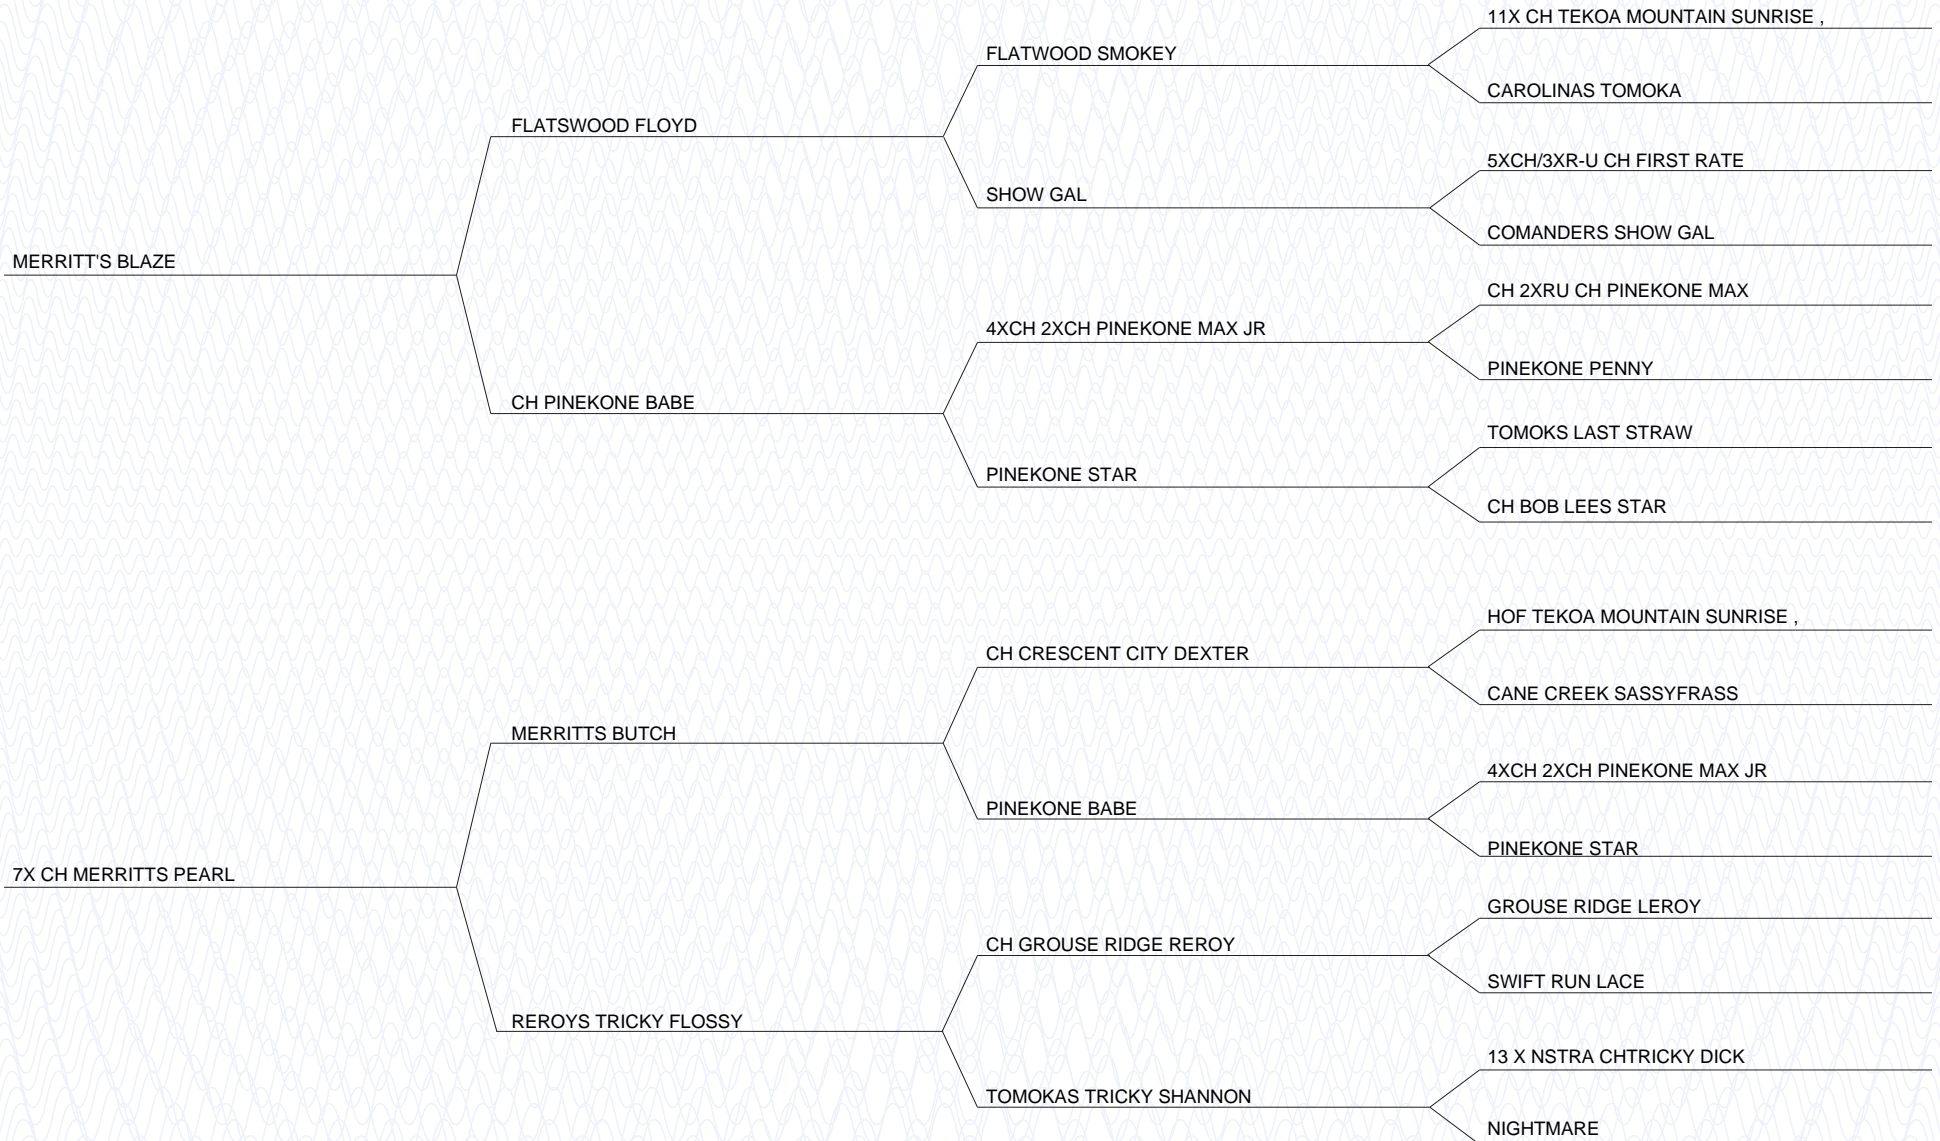 11X CH TEKOA MOUNTAIN SUNRISE ,
FLATWOOD SMOKEY
CAROLINAS TOMOKA
FLATSWOOD FLOYD
5XCH/3XR-U CH FIRST RATE
SHOW GAL
COMANDERS SHOW GAL
MERRITT'S BLAZE
CH 2XRU CH PINEKONE MAX
4XCH 2XCH PINEKONE MAX JR
PINEKONE PENNY
CH PINEKONE BABE
TOMOKS LAST STRAW
PINEKONE STAR
CH BOB LEES STAR
HOF TEKOA MOUNTAIN SUNRISE ,
CH CRESCENT CITY DEXTER
CANE CREEK SASSYFRASS
MERRITTS BUTCH
4XCH 2XCH PINEKONE MAX JR
PINEKONE BABE
PINEKONE STAR
7X CH MERRITTS PEARL
GROUSE RIDGE LEROY
CH GROUSE RIDGE REROY
SWIFT RUN LACE
REROYS TRICKY FLOSSY
13 X NSTRA CHTRICKY DICK
TOMOKAS TRICKY SHANNON
NIGHTMARE